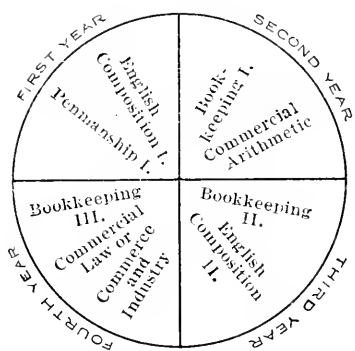 FIRST YEAR
English
Composition I.
Penmanship I.
SECOND YEAR
Book-
keeping I.
Commercial
Arithmetic
THIRD YEAR
Bookkeeping
II.
English
Composition
II.
FOURTH YEAR
Bookkeeping
III.
Commercial
Law or
Commerce
and
Industry